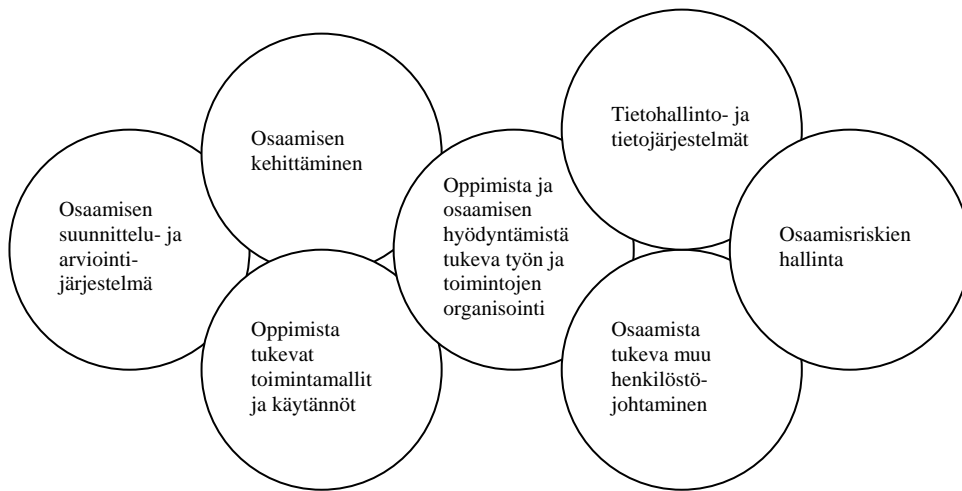 Osaamisen
suunnittelu- ja
arviointi-
järjestelmä
Osaamisen
kehittäminen
Oppimista
tukevat
toimintamallit
ja käytännöt
Oppimista ja
osaamisen
hyödyntämistä
tukeva työn ja
toimintojen
organisointi
Tietohallinto- ja
tietojärjestelmät
Osaamista
tukeva muu
henkilöstö-
johtaminen
Osaamisriskien
hallinta